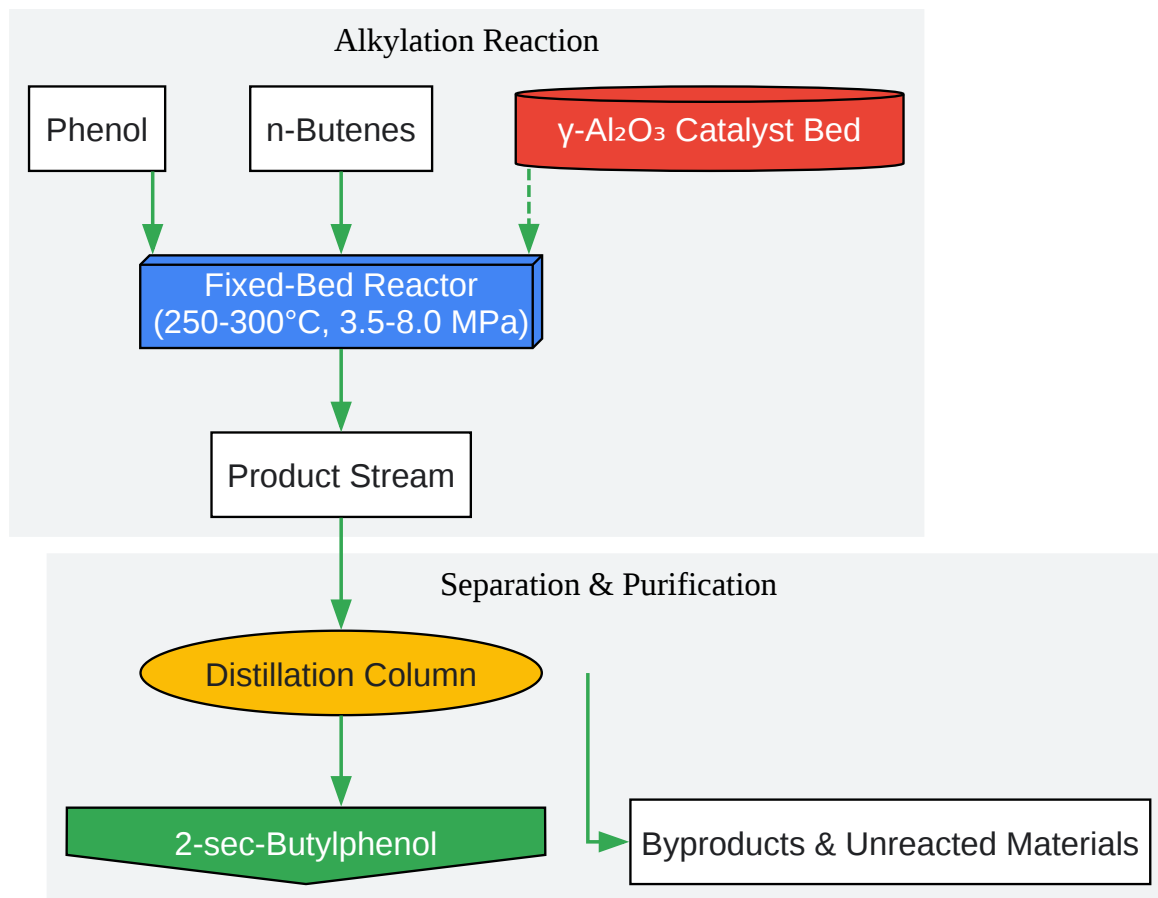 Alkylation Reaction
Phenol
n-Butenes
γ-Al₂O₃ Catalyst Bed
Fixed-Bed Reactor
(250-300°C, 3.5-8.0 MPa)
Product Stream
Separation & Purification
Distillation Column
2-sec-Butylphenol
Byproducts & Unreacted Materials